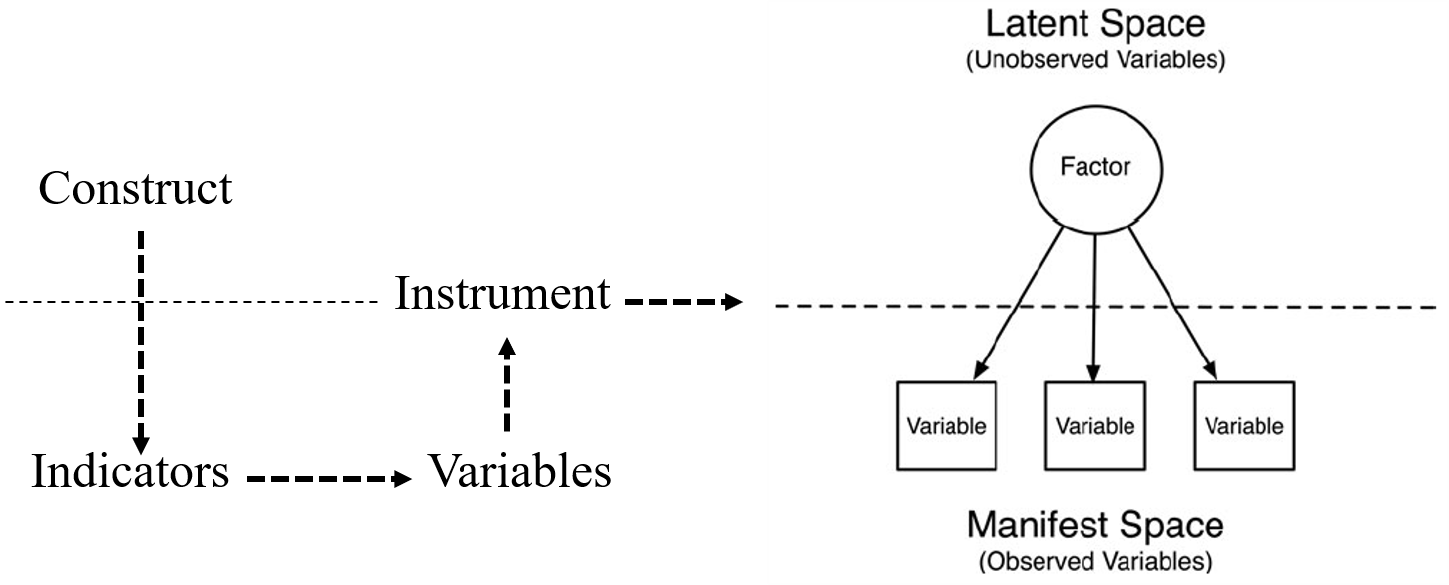 Construct
Instrument
Indicators
Variables
Latent Space
(Unobserved Variables)
Factor
Variable
Variable
Variable
Manifest Space
(Observed Variables)